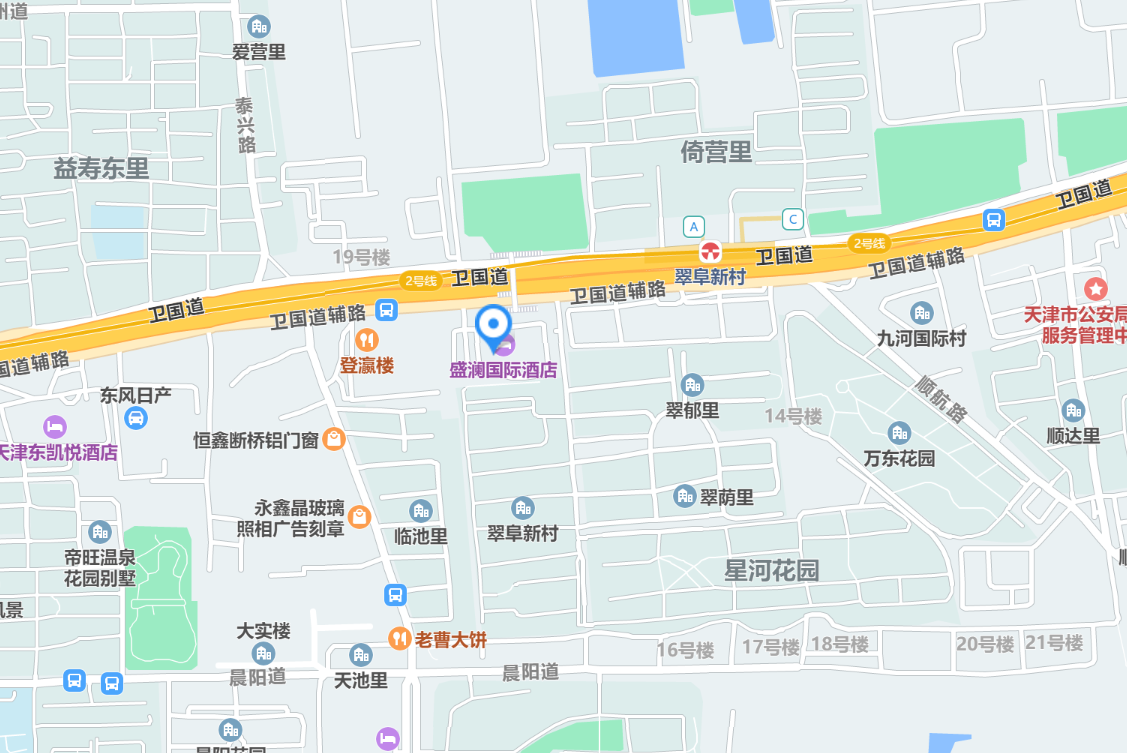 州道
爱营里
泰兴路
益寿东里
倚营里
卫国道
A
C
2号线
卫国道
翠阜新村
卫国道辅路
19号楼
2号线
卫国道
卫国道辅路
卫国道
卫国道辅路
国道辅路
登瀛楼
盛澜国际酒店
九河国际村
天津市公安局
服务管理中
东风日产
翠郁里
14号楼
顺航路
顺达里
天津东凯悦酒店
恒鑫断桥铝门窗
万东花园
永鑫晶玻璃
照相广告刻章
临池里
翠阜新村
翠荫里
帝旺温泉
花园别墅
星河花园
顺
风景
大实楼
老曹大饼
16号楼
17号楼
18号楼
20号楼
21号楼
晨阳道
天池里
晨阳道
晨阳花园